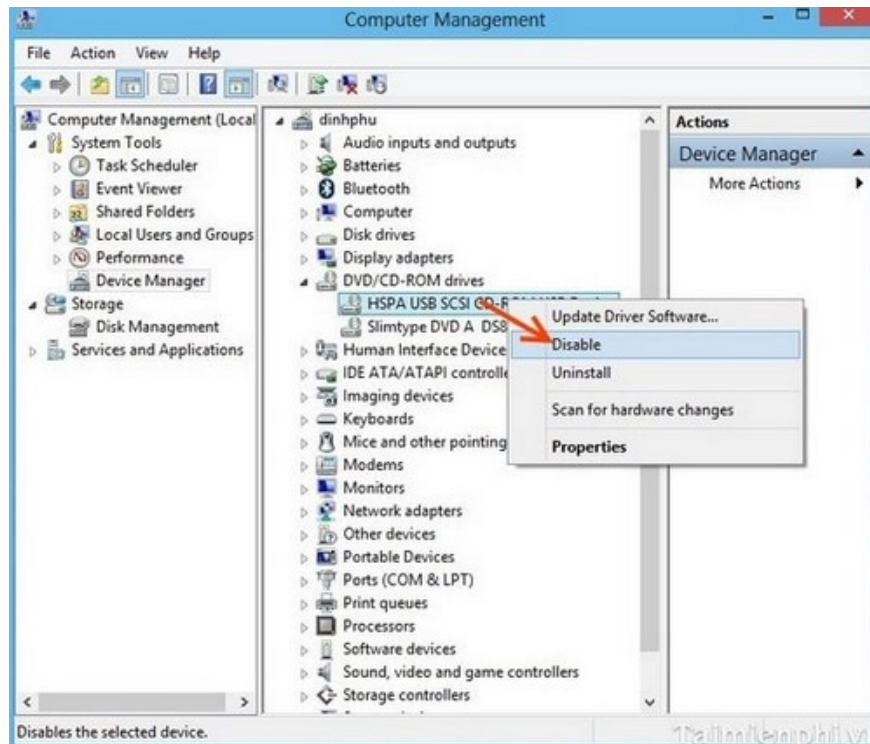 Computer Management
File Action View Help
Computer Management (Local
System Tools
Task Scheduler
Event Viewer
Shared Folders
Local Users and Groups
Performance
Device Manager
Storage
Disk Management
Services and Applications
dinhphu
Audio inputs and outputs
Batteries
Bluetooth
Computer
Disk drives
Display adapters
DVD/CD-ROM drives
HSPA USB SCSI CD-ROM USB
Slimtype DVD A DS8
Human Interface Device
IDE ATA/ATAPI controlle
Imaging devices
Keyboards
Mice and other pointing
Modems
Monitors
Network adapters
Other devices
Portable Devices
Ports (COM & LPT)
Print queues
Processors
Software devices
Sound, video and game controllers
Storage controllers
Update Driver Software...
Disable
Uninstall
Scan for hardware changes
Properties
Actions
Device Manager
More Actions
Disables the selected device.
Taimienphi.vn